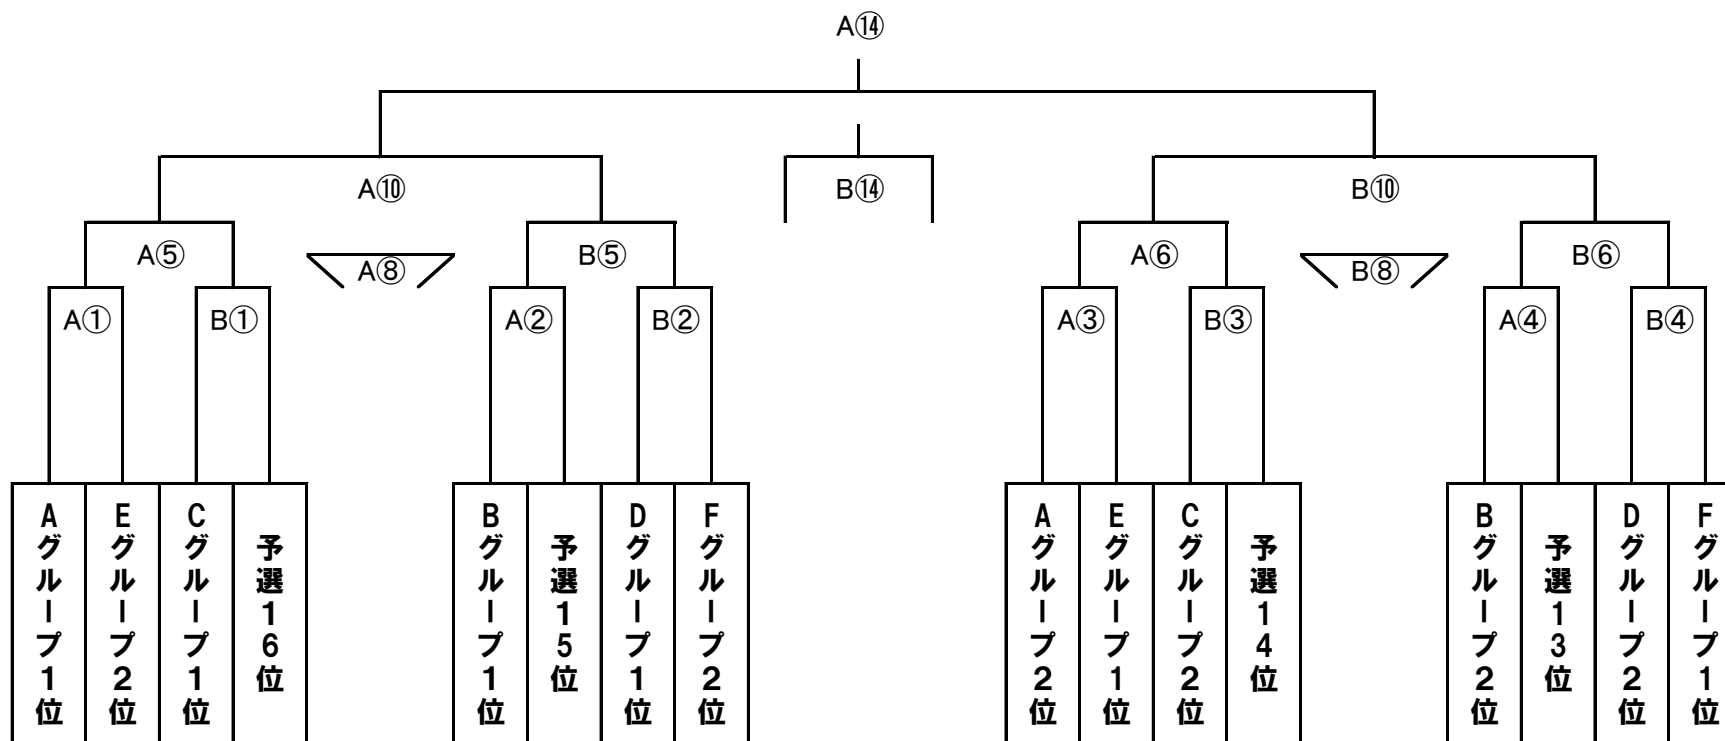 A⑭
A⑩
B⑭
B⑩
A⑤
A⑧
B⑤
A⑥
B⑧
B⑥
A①
B①
A②
B②
A③
B③
A④
B④
Aグループ1位
Eグループ2位
Cグループ1位
予選16位
Bグループ1位
予選15位
Dグループ1位
Fグループ2位
Aグループ2位
Eグループ1位
Cグループ2位
予選14位
Bグループ2位
予選13位
Dグループ2位
Fグループ1位